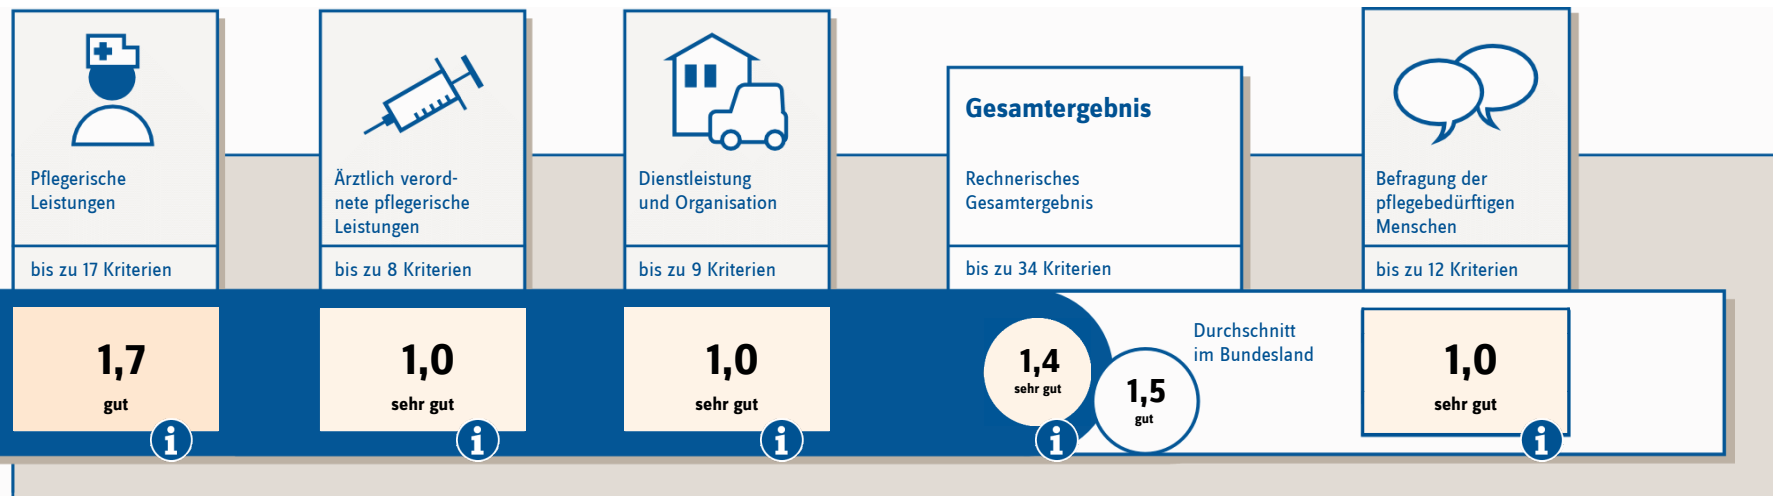 Pflegerische
Leistungen
bis zu 17 Kriterien
1,7
gut
i
Ärztlich verord-
nete pflegerische
Leistungen
bis zu 8 Kriterien
1,0
sehr gut
i
Dienstleistung
und Organisation
bis zu 9 Kriterien
1,0
sehr gut
i
Gesamtergebnis
Rechnerisches
Gesamtergebnis
bis zu 34 Kriterien
1,4
sehr gut
i
1,5
gut
Durchschnitt
im Bundesland
Befragung der
pflegebedürftigen
Menschen
bis zu 12 Kriterien
1,0
sehr gut
i